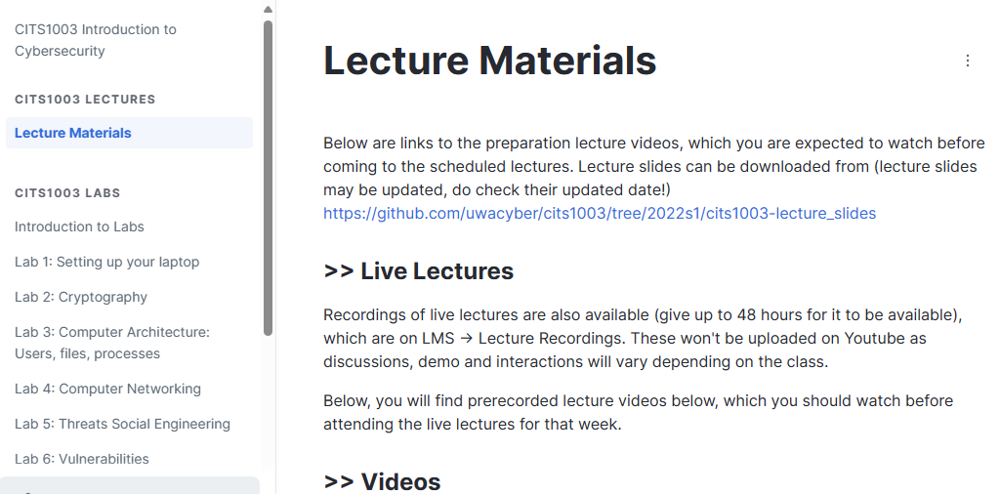 CITS1003 Introduction to
Cybersecurity
CITS1003 LECTURES
Lecture Materials
CITS1003 LABS
Introduction to Labs
Lab 1: Setting up your laptop
Lab 2: Cryptography
Lab 3: Computer Architecture:
Users, files, processes
Lab 4: Computer Networking
Lab 5: Threats Social Engineering
Lab 6: Vulnerabilities
Lecture Materials
Below are links to the preparation lecture videos, which you are expected to watch before
coming to the scheduled lectures. Lecture slides can be downloaded from (lecture slides
may be updated, do check their updated date!)
https://github.com/uwacyber/cits1003/tree/2022s1/cits1003-lecture_slides
>> Live Lectures
Recordings of live lectures are also available (give up to 48 hours for it to be available),
which are on LMS → Lecture Recordings. These won't be uploaded on Youtube as
discussions, demo and interactions will vary depending on the class.
Below, you will find prerecorded lecture videos below, which you should watch before
attending the live lectures for that week.
>> Videos